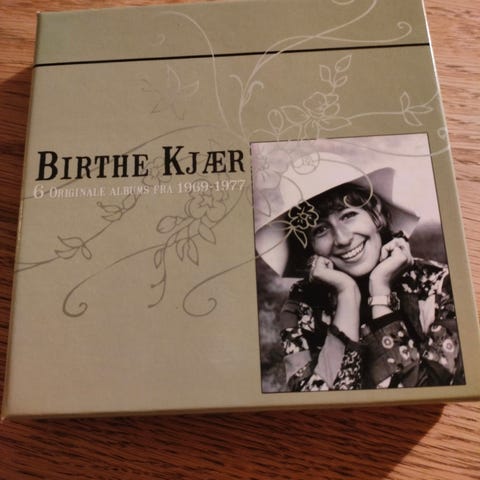 BIRTHE KJÆR
6 ORIGINALE ALBUMS FRA 1969-1977